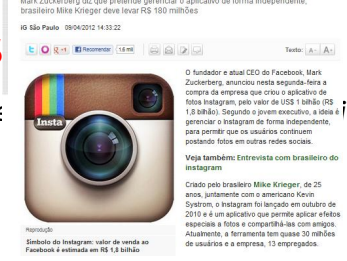 Mark Zuckerberg diz que pretende gerenciar o aplicativo de forma independente;
brasileiro Mike Krieger deve levar R$ 180 milhões
iG São Paulo 09/04/2012 14:33:22
+1
Recomendar
1.6 mil
Texto: A- A+
Insta
O fundador e atual CEO do Facebook, Mark
Zuckerberg, anunciou nesta segunda-feira a
compra da empresa que criou o aplicativo de
fotos Instagram, pelo valor de US$ 1 bilhão (R$
1,8 bilhão). Segundo o jovem executivo, a ideia é
gerenciar o Instagram de forma independente,
para permitir que os usuários continuem
postando fotos em outras redes sociais.
Veja também: Entrevista com brasileiro do
instagram
Criado pelo brasileiro Mike Krieger, de 25
anos, juntamente com o americano Kevin
Systrom, o Instagram foi lançado em outubro de
2010 e é um aplicativo que permite aplicar efeitos
especiais a fotos e compartilhá-las com amigos.
Atualmente, a ferramenta tem quase 30 milhões
de usuários e a empresa, 13 empregados.
Reprodução
Símbolo do Instagram: valor de venda ao
Facebook é estimada em R$ 1,8 bilhão